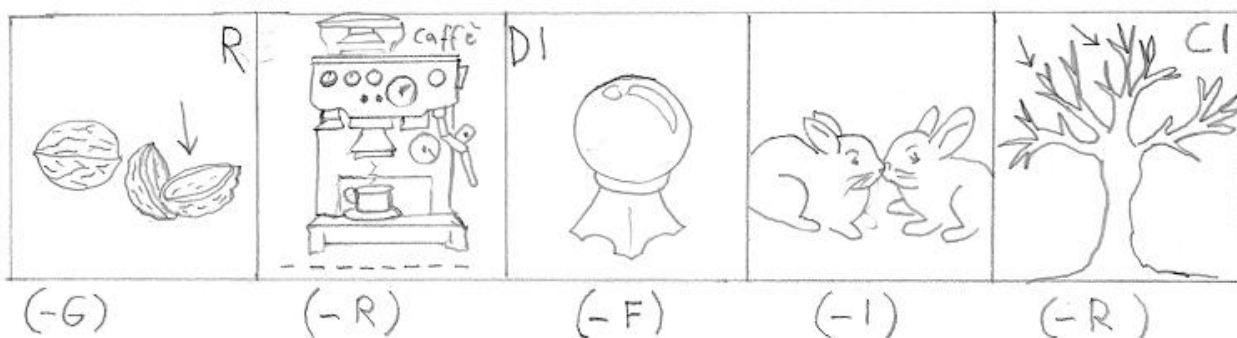 R
caffè
DI
CI
(-G)
(-R)
(-F)
(-I)
(-R)